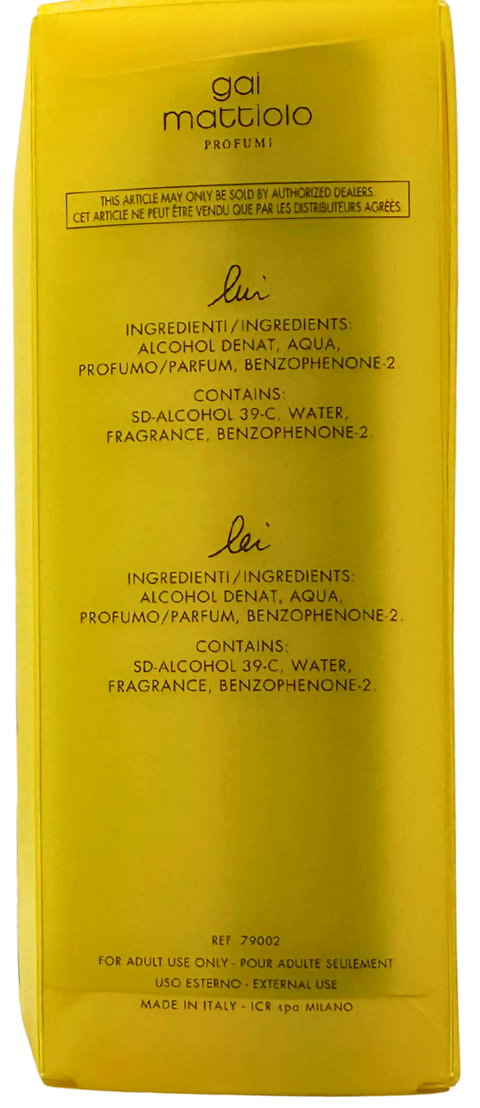 gai
mattiolo
PROFUMI
THIS ARTICLE MAY ONLY BE SOLD BY AUTHORIZED DEALERS.
CET ARTICLE NE PEUT ÊTRE VENDU QUE PAR LES DISTRIBUTEURS AGRÉES.
lui
INGREDIENTI/INGREDIENTS:
ALCOHOL DENAT, AQUA,
PROFUMO/PARFUM, BENZOPHENONE-2.
CONTAINS:
SD-ALCOHOL 39-C, WATER,
FRAGRANCE, BENZOPHENONE-2.
lei
INGREDIENTI/INGREDIENTS:
ALCOHOL DENAT, AQUA,
PROFUMO/PARFUM, BENZOPHENONE-2.
CONTAINS:
SD-ALCOHOL 39-C, WATER,
FRAGRANCE, BENZOPHENONE-2.
REF 79002
FOR ADULT USE ONLY - POUR ADULTE SEULEMENT
USO ESTERNO - EXTERNAL USE
MADE IN ITALY - ICR spa MILANO